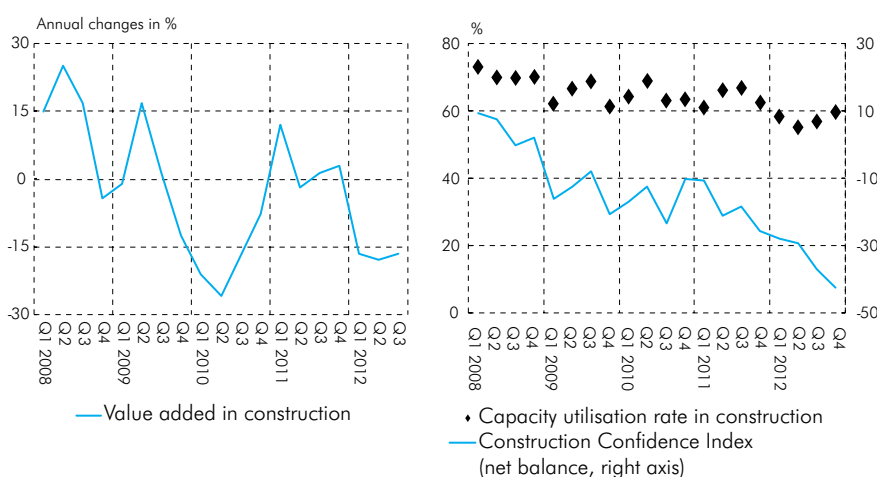 Annual changes in %
30
15
0
-15
-30
Q1 2008
Q2
Q3
Q4
Q1 2009
Q2
Q3
Q4
Q1 2010
Q2
Q3
Q4
Q1 2011
Q2
Q3
Q4
Q1 2012
Q2
Q3
Value added in construction
%
80
60
40
20
0
30
10
-10
-30
-50
Q1 2008
Q2
Q3
Q4
Q1 2009
Q2
Q3
Q4
Q1 2010
Q2
Q3
Q4
Q1 2011
Q2
Q3
Q4
Q1 2012
Q2
Q3
Q4
Capacity utilisation rate in construction
Construction Confidence Index
(net balance, right axis)